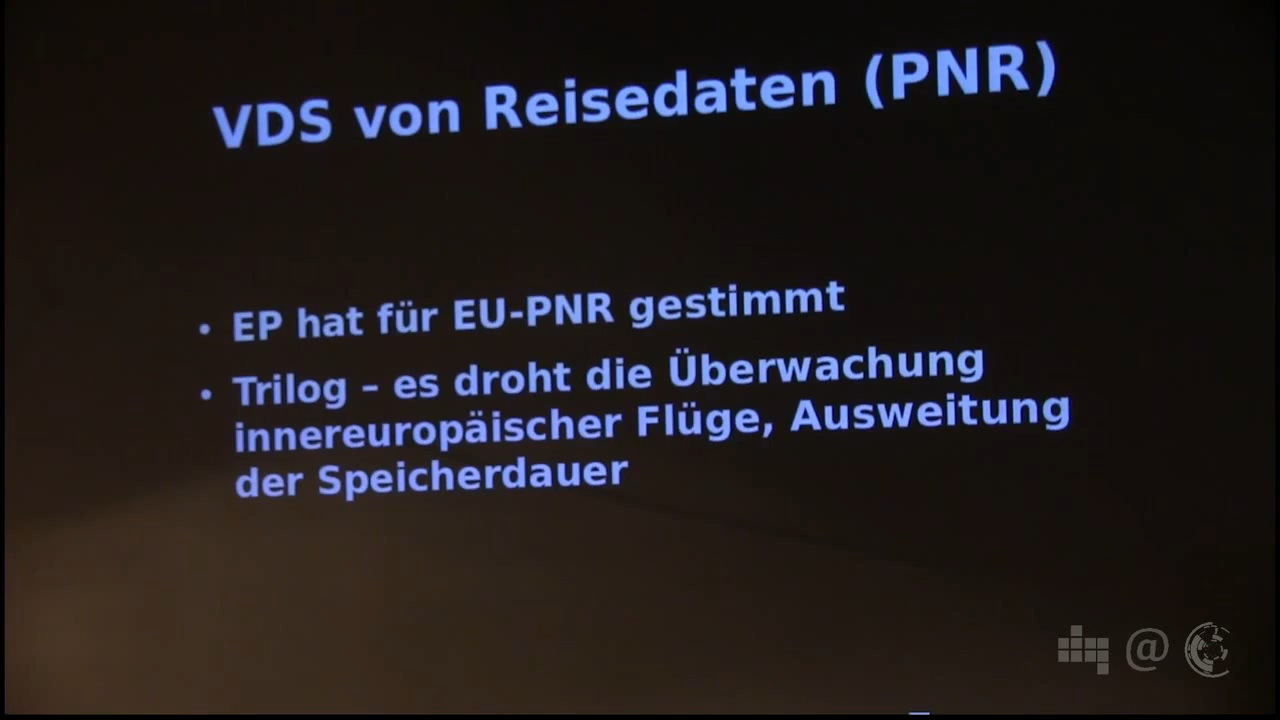 VDS von Reisedaten (PNR)
• EP hat für EU-PNR gestimmt
• Trilog – es droht die Überwachung
innereuropäischer Flüge, Ausweitung
der Speicherdauer
@